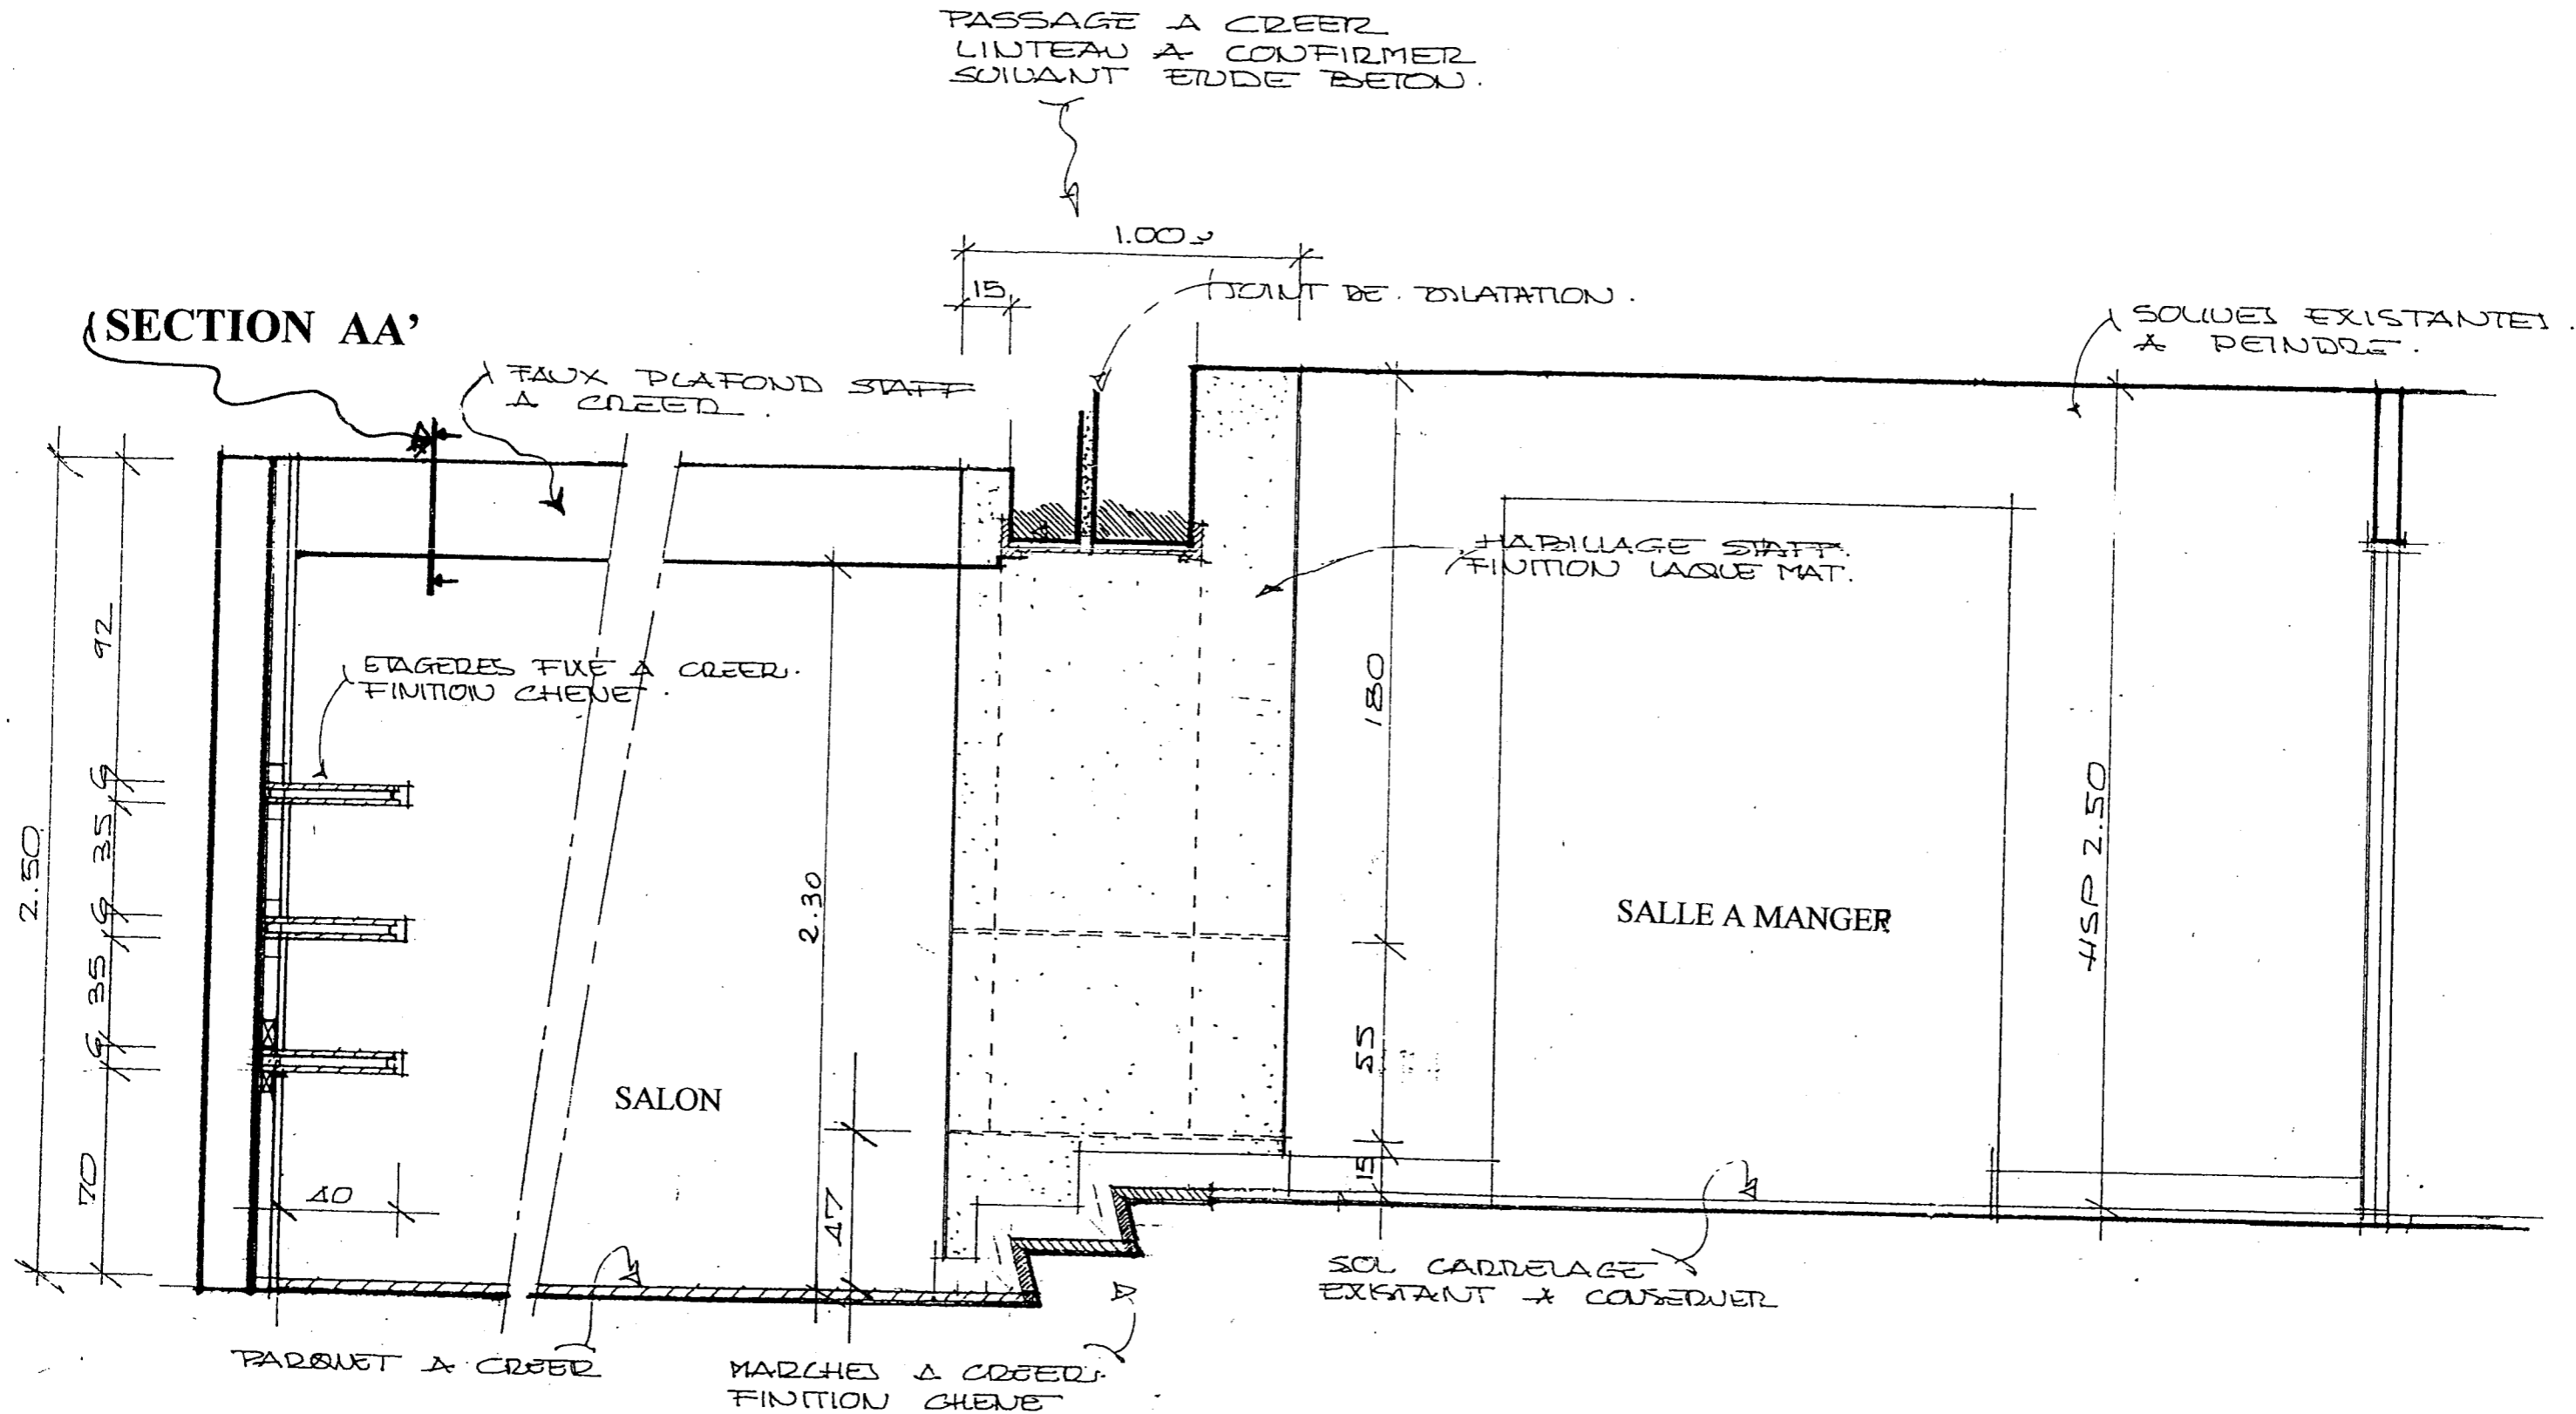 PASSAGE A CREER
LINTEAU A CONFIRMER
SUIVANT ETUDE BETON.
1.00
15
JOINT DE DILATATION.
SECTION AA’
SOLIVES EXISTANTES.
A PEINDRE.
FAUX PLAFOND STAFF
A CREER.
HABILLAGE STAFF.
FINITION LAQUE MAT.
ETAGERES FIXE A CREER.
FINITION CHENE.
2.50
92
6
35
6
35
6
70
40
2.30
47
180
55
15
HSP 2.50
SALLE A MANGER
SALON
SOL CARRELAGE
EXISTANT A CONSERVER
PARQUET A CREER
MARCHES A CREER.
FINITION CHENE